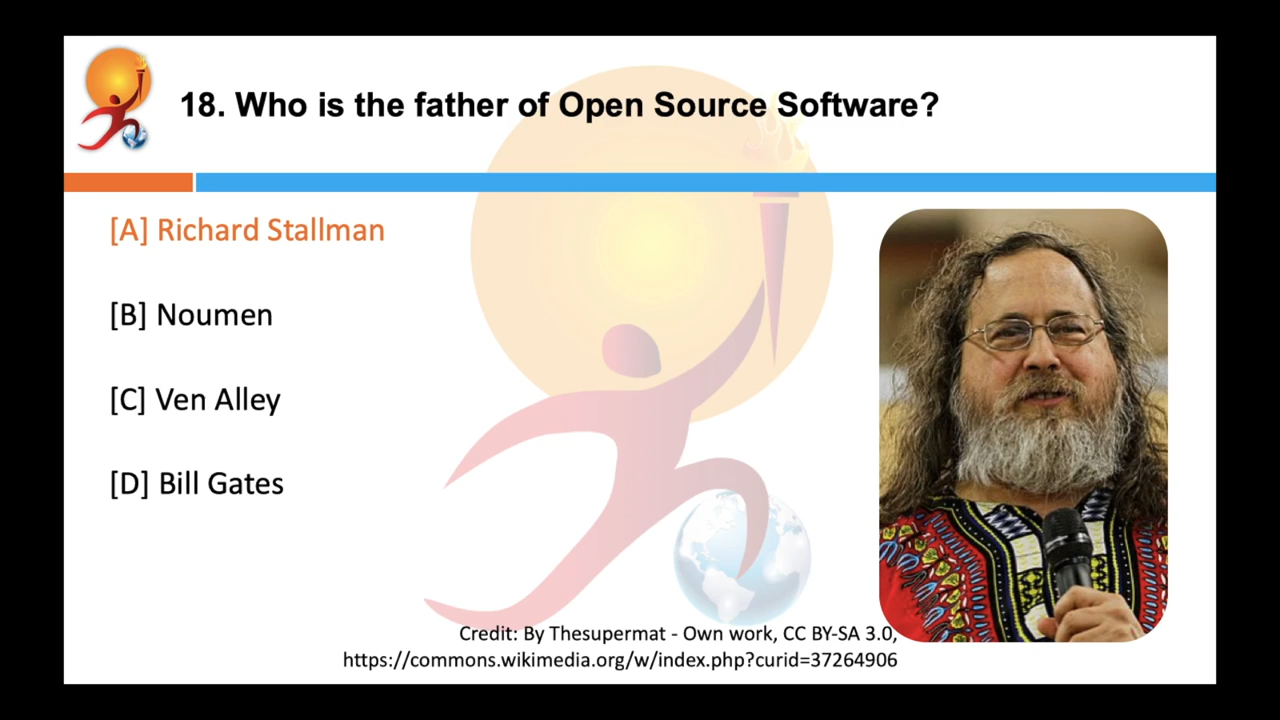 18. Who is the father of Open Source Software?
[A] Richard Stallman
[B] Noumen
[C] Ven Alley
[D] Bill Gates
Credit: By Thesupermat - Own work, CC BY-SA 3.0,
https://commons.wikimedia.org/w/index.php?curid=37264906